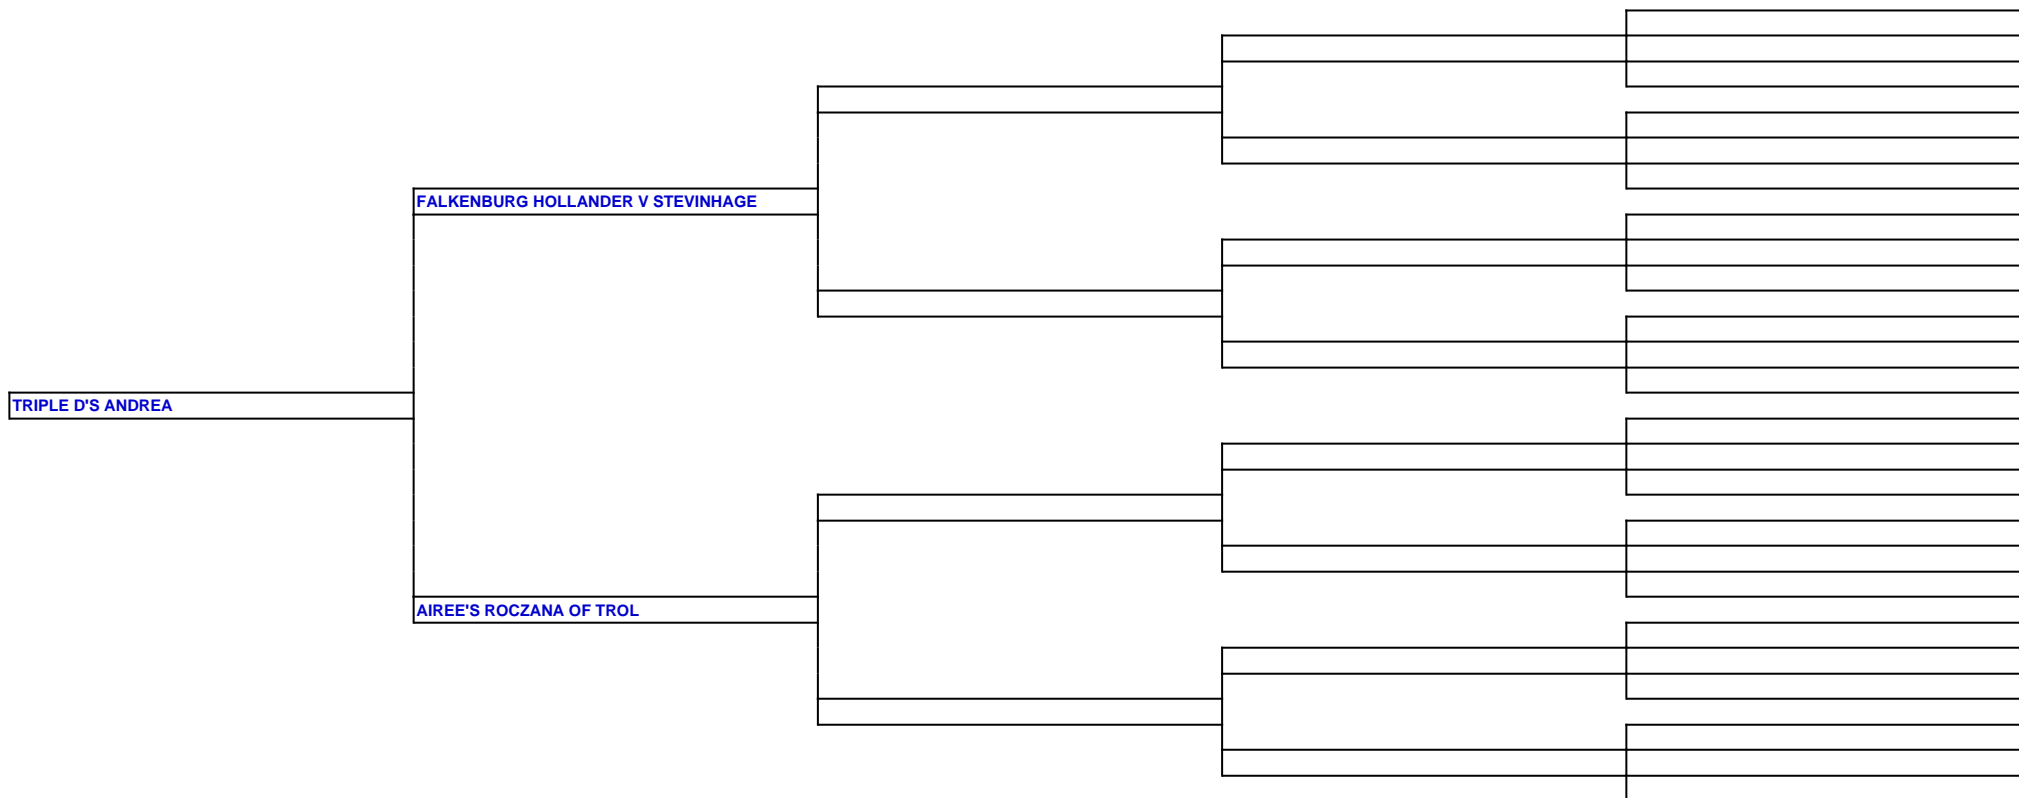 FALKENBURG HOLLANDER V STEVINHAGE
TRIPLE D'S ANDREA
AIREE'S ROCZANA OF TROL